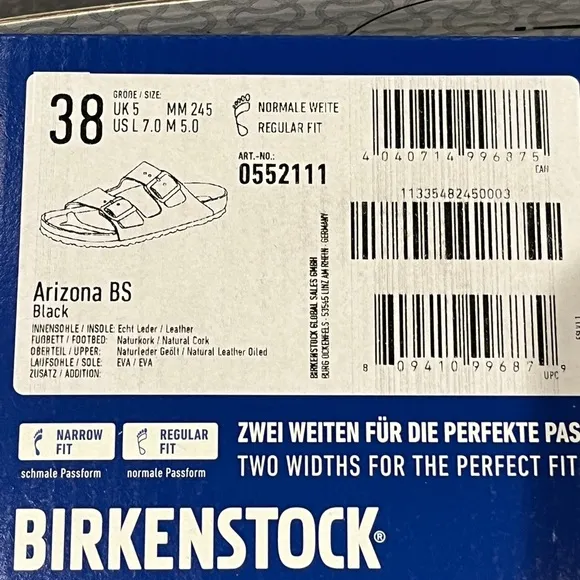 38
GRÖßE / SIZE:
UK 5 MM 245
US L 7.0 M 5.0
NORMALE WEITE
REGULAR FIT
ART.-NO.:
0552111
4 040714 996875
EAN
11335482450003
8 09410 99687 9
UPC
Arizona BS
Black
INNENSOHLE / INSOLE: Echt Leder / Leather
FUßBETT / FOOTBED: Naturkork / Natural Cork
OBERTEIL / UPPER: Naturleder Geölt / Natural Leather Oiled
LAUFSOHLE / SOLE: EVA / EVA
ZUSATZ / ADDITION:
BIRKENSTOCK GLOBAL SALES GMBH
BURG OCKENFELS · 53545 LINZ AM RHEIN · GERMANY
NARROW FIT
schmale Passform
REGULAR FIT
normale Passform
ZWEI WEITEN FÜR DIE PERFEKTE PAS
TWO WIDTHS FOR THE PERFECT FIT
BIRKENSTOCK®